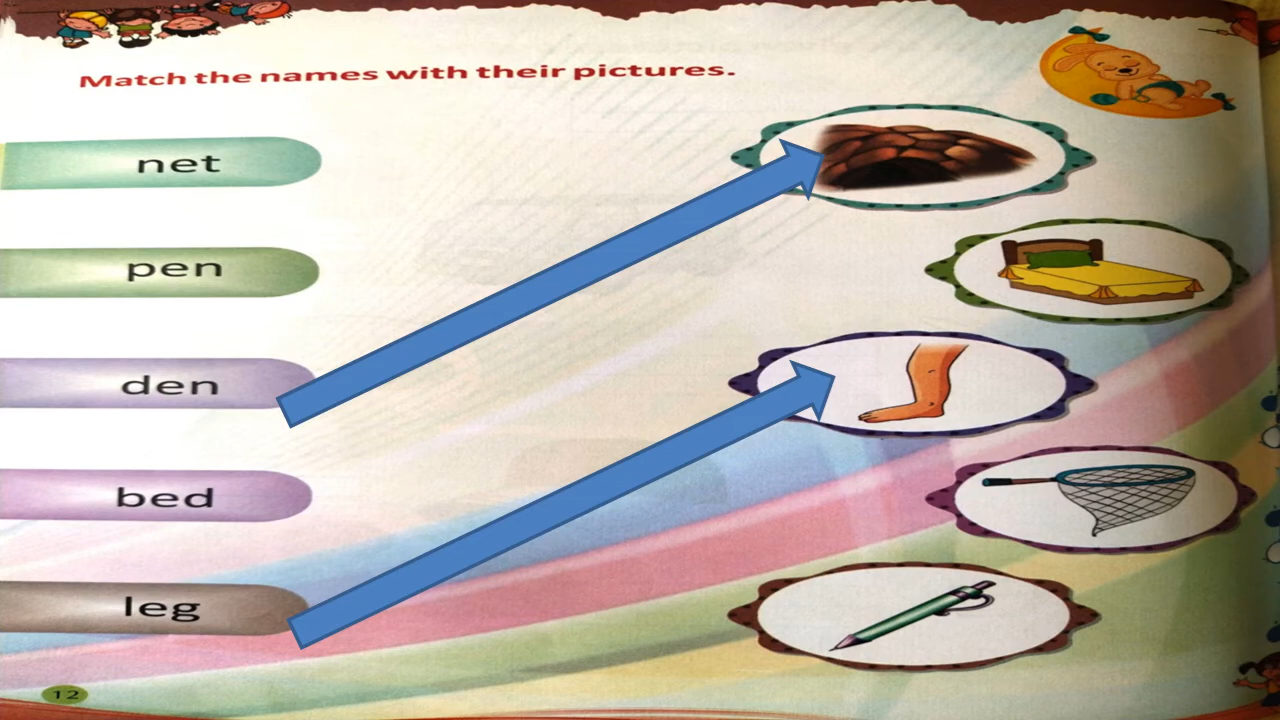 Match the names with their pictures.
net
pen
den
bed
leg
12